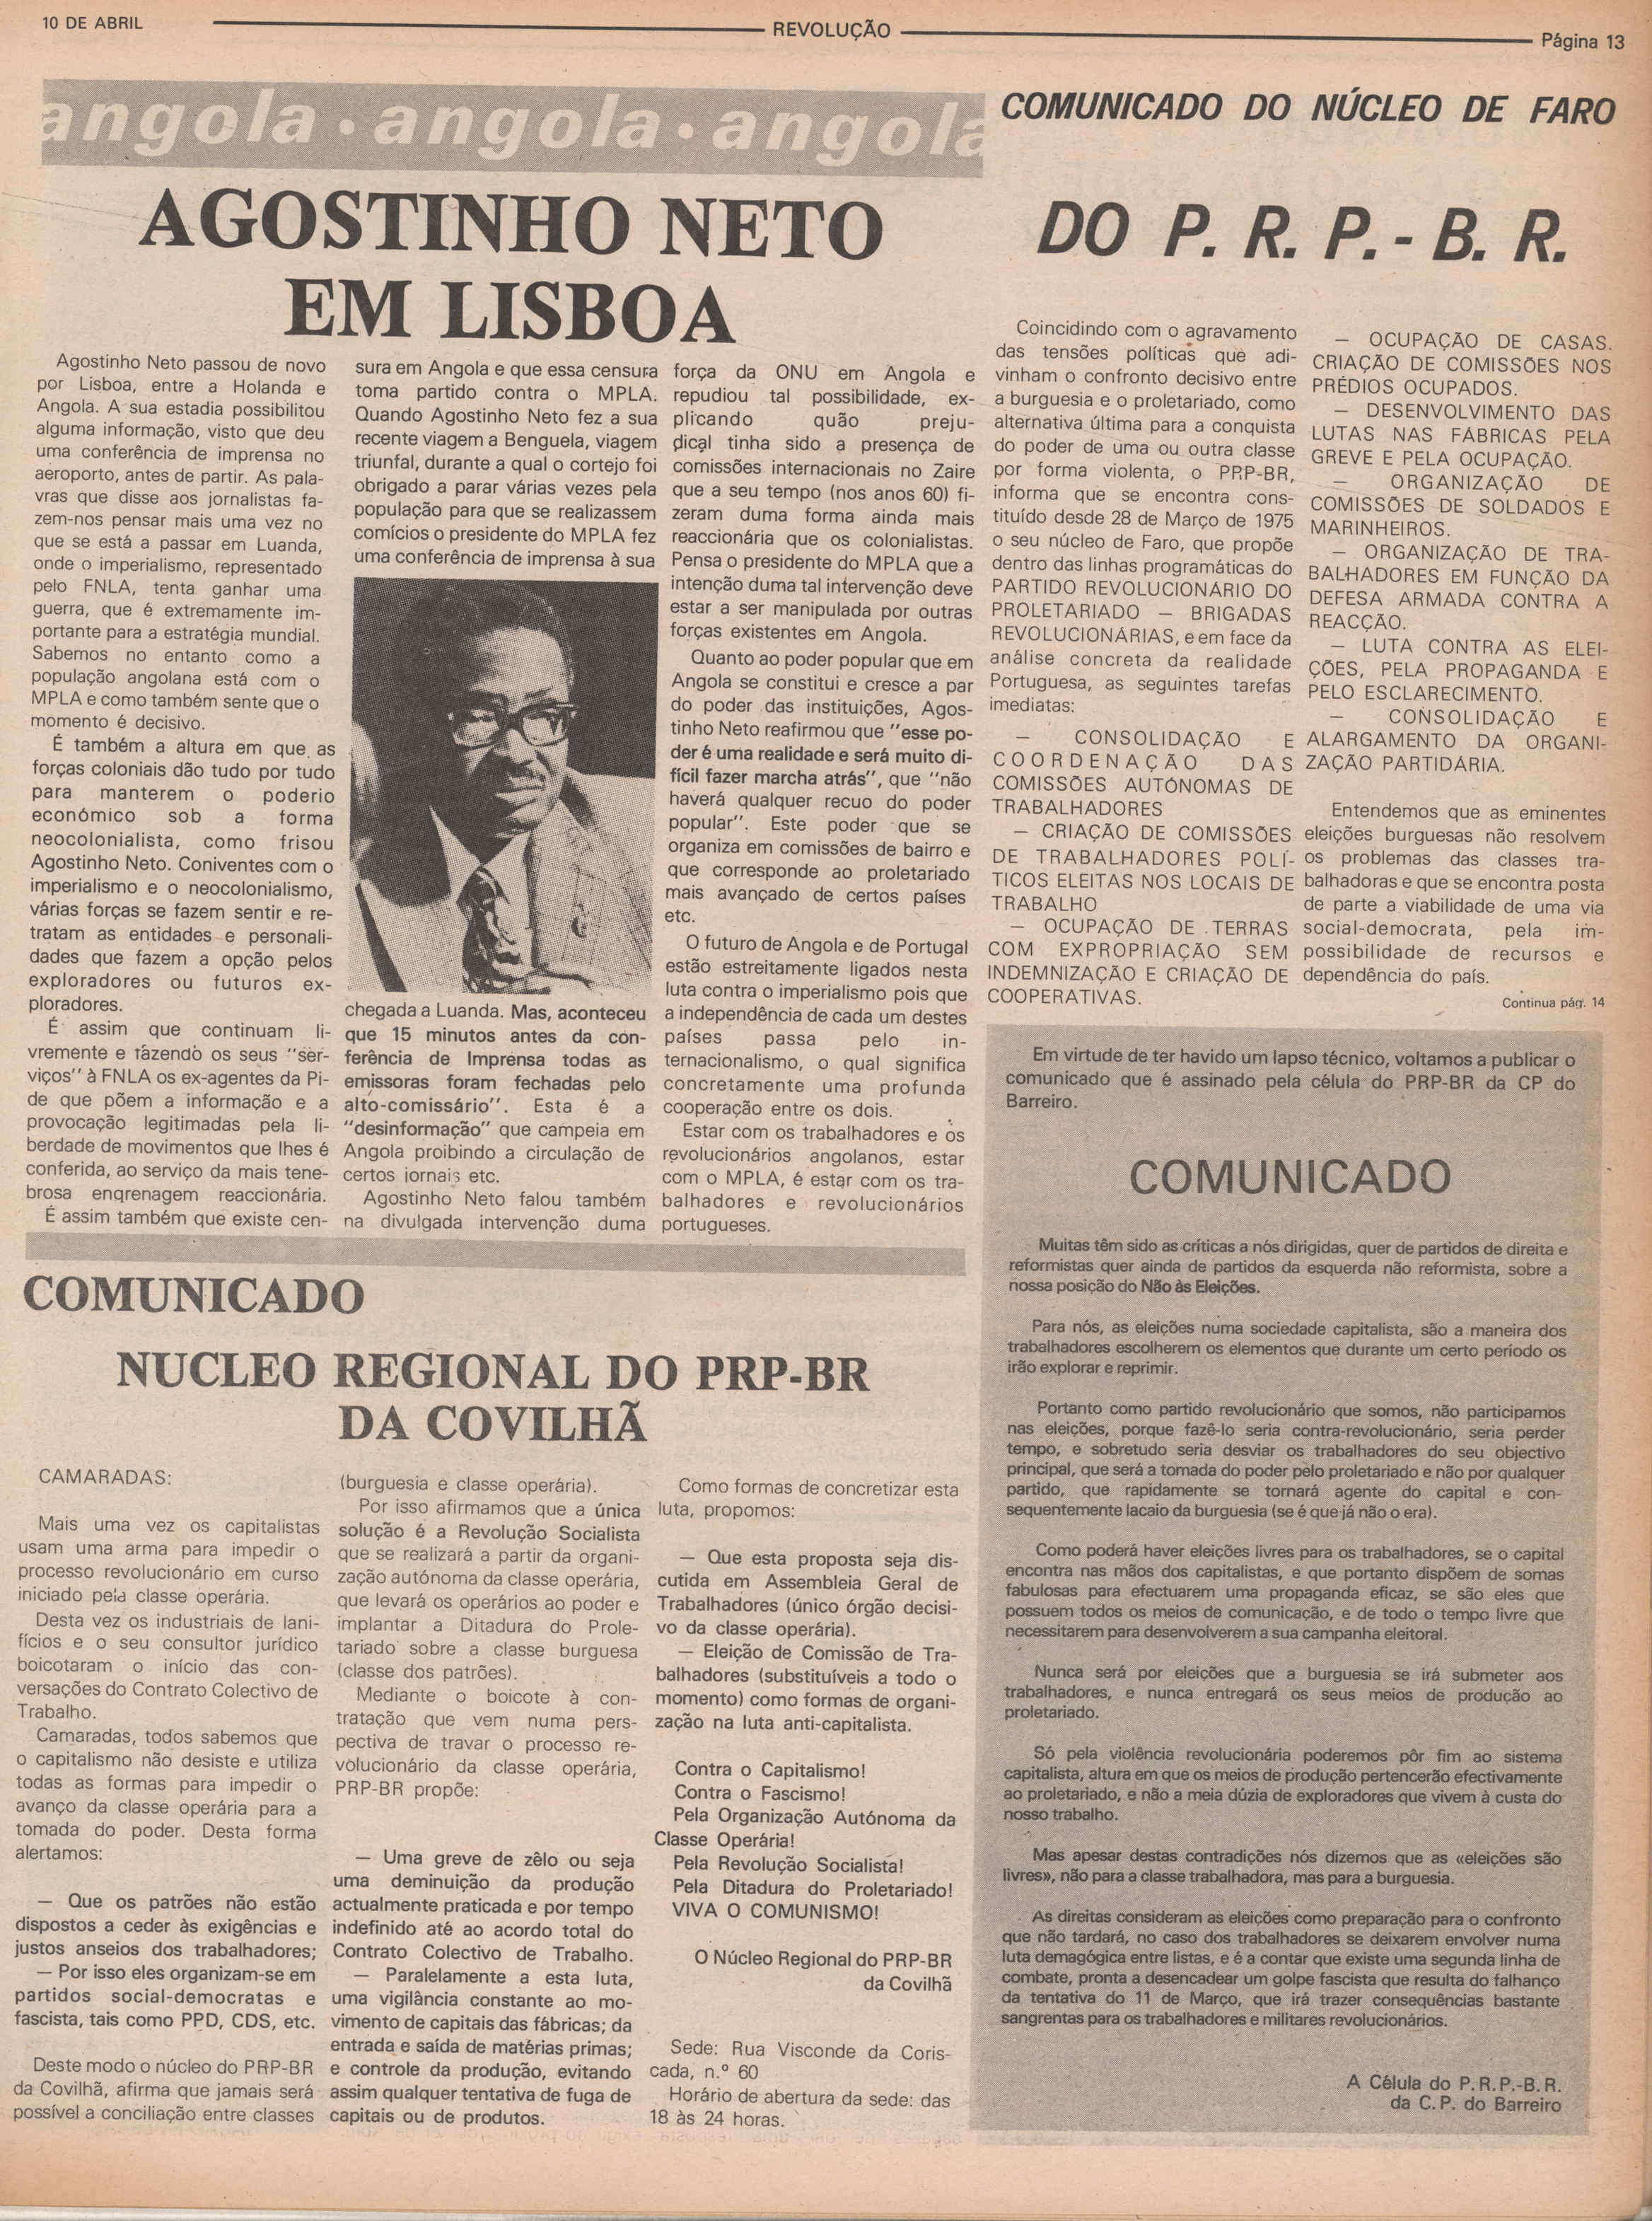 10 DE ABRIL
REVOLUÇÃO
Página 13
angola • angola • angola
AGOSTINHO NETO
EM LISBOA
Agostinho Neto passou de novo
por Lisboa, entre a Holanda e
Angola. A sua estadia possibilitou
alguma informação, visto que deu
uma conferência de imprensa no
aeroporto, antes de partir. As pala-
vras que disse aos jornalistas fa-
zem-nos pensar mais uma vez no
que se está a passar em Luanda,
onde o imperialismo, representado
pelo FNLA, tenta ganhar uma
guerra, que é extremamente im-
portante para a estratégia mundial.
Sabemos no entanto como a
população angolana está com o
MPLA e como também sente que o
momento é decisivo.
É também a altura em que as
forças coloniais dão tudo por tudo
para manterem o poderio
económico sob a forma
neocolonialista, como frisou
Agostinho Neto. Coniventes com o
imperialismo e o neocolonialismo,
várias forças se fazem sentir e re-
tratam as entidades e personali-
dades que fazem a opção pelos
exploradores ou futuros ex-
ploradores.
É assim que continuam li-
vremente e fazendo os seus "ser-
viços" à FNLA os ex-agentes da Pi-
de que põem a informação e a
provocação legitimadas pela li-
berdade de movimentos que lhes é
conferida, ao serviço da mais tene-
brosa engrenagem reaccionária.
É assim também que existe cen-
sura em Angola e que essa censura
toma partido contra o MPLA.
Quando Agostinho Neto fez a sua
recente viagem a Benguela, viagem
triunfal, durante a qual o cortejo foi
obrigado a parar várias vezes pela
população para que se realizassem
comícios o presidente do MPLA fez
uma conferência de imprensa à sua
chegada a Luanda. Mas, aconteceu
que 15 minutos antes da con-
ferência de Imprensa todas as
emissoras foram fechadas pelo
alto-comissário". Esta é a
"desinformação" que campeia em
Angola proibindo a circulação de
certos jornais etc.
Agostinho Neto falou também
na divulgada intervenção duma
força da ONU em Angola e
repudiou tal possibilidade, ex-
plicando quão preju-
diçal tinha sido a presença de
comissões internacionais no Zaire
que a seu tempo (nos anos 60) fi-
zeram duma forma ainda mais
reaccionária que os colonialistas.
Pensa o presidente do MPLA que a
intenção duma tal intervenção deve
estar a ser manipulada por outras
forças existentes em Angola.
Quanto ao poder popular que em
Angola se constitui e cresce a par
do poder das instituições, Agos-
tinho Neto reafirmou que "esse po-
der é uma realidade e será muito di-
fícil fazer marcha atrás", que "não
haverá qualquer recuo do poder
popular". Este poder que se
organiza em comissões de bairro e
que corresponde ao proletariado
mais avançado de certos países
etc.
O futuro de Angola e de Portugal
estão estreitamente ligados nesta
luta contra o imperialismo pois que
a independência de cada um destes
países passa pelo in-
ternacionalismo, o qual significa
concretamente uma profunda
cooperação entre os dois.
Estar com os trabalhadores e os
revolucionários angolanos, estar
com o MPLA, é estar com os tra-
balhadores e revolucionários
portugueses.
COMUNICADO DO NÚCLEO DE FARO
DO P. R. P. - B. R.
Coincidindo com o agravamento
das tensões políticas que adi-
vinham o confronto decisivo entre
a burguesia e o proletariado, como
alternativa última para a conquista
do poder de uma ou outra classe
por forma violenta, o PRP-BR,
informa que se encontra cons-
tituído desde 28 de Março de 1975
o seu núcleo de Faro, que propõe
dentro das linhas programáticas do
PARTIDO REVOLUCIONÁRIO DO
PROLETARIADO — BRIGADAS
REVOLUCIONÁRIAS, e em face da
análise concreta da realidade
Portuguesa, as seguintes tarefas
imediatas:
— CONSOLIDAÇÃO E
COORDENAÇÃO DAS
COMISSÕES AUTÓNOMAS DE
TRABALHADORES
— CRIAÇÃO DE COMISSÕES
DE TRABALHADORES POLÍ-
TICOS ELEITAS NOS LOCAIS DE
TRABALHO
— OCUPAÇÃO DE TERRAS
COM EXPROPRIAÇÃO SEM
INDEMNIZAÇÃO E CRIAÇÃO DE
COOPERATIVAS.
— OCUPAÇÃO DE CASAS.
CRIAÇÃO DE COMISSÕES NOS
PRÉDIOS OCUPADOS.
— DESENVOLVIMENTO DAS
LUTAS NAS FÁBRICAS PELA
GREVE E PELA OCUPAÇÃO.
— ORGANIZAÇÃO DE
COMISSÕES DE SOLDADOS E
MARINHEIROS.
— ORGANIZAÇÃO DE TRA-
BALHADORES EM FUNÇÃO DA
DEFESA ARMADA CONTRA A
REACÇÃO.
— LUTA CONTRA AS ELEI-
ÇÕES, PELA PROPAGANDA E
PELO ESCLARECIMENTO.
— CONSOLIDAÇÃO E
ALARGAMENTO DA ORGANI-
ZAÇÃO PARTIDÁRIA.
Entendemos que as eminentes
eleições burguesas não resolvem
os problemas das classes tra-
balhadoras e que se encontra posta
de parte a viabilidade de uma via
social-democrata, pela im-
possibilidade de recursos e
dependência do país.
Continua pág. 14
COMUNICADO
NUCLEO REGIONAL DO PRP-BR
DA COVILHÃ
CAMARADAS:
Mais uma vez os capitalistas
usam uma arma para impedir o
processo revolucionário em curso
iniciado pela classe operária.
Desta vez os industriais de lani-
fícios e o seu consultor jurídico
boicotaram o início das con-
versações do Contrato Colectivo de
Trabalho.
Camaradas, todos sabemos que
o capitalismo não desiste e utiliza
todas as formas para impedir o
avanço da classe operária para a
tomada do poder. Desta forma
alertamos:
— Que os patrões não estão
dispostos a ceder às exigências e
justos anseios dos trabalhadores;
— Por isso eles organizam-se em
partidos social-democratas e
fascista, tais como PPD, CDS, etc.
Deste modo o núcleo do PRP-BR
da Covilhã, afirma que jamais será
possível a conciliação entre classes
(burguesia e classe operária).
Por isso afirmamos que a única
solução é a Revolução Socialista
que se realizará a partir da organi-
zação autónoma da classe operária,
que levará os operários ao poder e
implantar a Ditadura do Prole-
tariado sobre a classe burguesa
(classe dos patrões).
Mediante o boicote à con-
tratação que vem numa pers-
pectiva de travar o processo re-
volucionário da classe operária,
PRP-BR propõe:
— Uma greve de zêlo ou seja
uma deminuição da produção
actualmente praticada e por tempo
indefinido até ao acordo total do
Contrato Colectivo de Trabalho.
— Paralelamente a esta luta,
uma vigilância constante ao mo-
vimento de capitais das fábricas; da
entrada e saída de matérias primas;
e controle da produção, evitando
assim qualquer tentativa de fuga de
capitais ou de produtos.
Como formas de concretizar esta
luta, propomos:
— Que esta proposta seja dis-
cutida em Assembleia Geral de
Trabalhadores (único órgão decisi-
vo da classe operária).
— Eleição de Comissão de Tra-
balhadores (substituíveis a todo o
momento) como formas de organi-
zação na luta anti-capitalista.
Contra o Capitalismo!
Contra o Fascismo!
Pela Organização Autónoma da
Classe Operária!
Pela Revolução Socialista!
Pela Ditadura do Proletariado!
VIVA O COMUNISMO!
O Núcleo Regional do PRP-BR
da Covilhã
Sede: Rua Visconde da Coris-
cada, n.º 60
Horário de abertura da sede: das
18 às 24 horas.
Em virtude de ter havido um lapso técnico, voltamos a publicar o
comunicado que é assinado pela célula do PRP-BR da CP do
Barreiro.
COMUNICADO
Muitas têm sido as críticas a nós dirigidas, quer de partidos de direita e
reformistas quer ainda de partidos da esquerda não reformista, sobre a
nossa posição do Não às Eleições.
Para nós, as eleições numa sociedade capitalista, são a maneira dos
trabalhadores escolherem os elementos que durante um certo período os
irão explorar e reprimir.
Portanto como partido revolucionário que somos, não participamos
nas eleições, porque fazê-lo seria contra-revolucionário, seria perder
tempo, e sobretudo seria desviar os trabalhadores do seu objectivo
principal, que será a tomada do poder pelo proletariado e não por qualquer
partido, que rapidamente se tornará agente do capital e con-
sequentemente lacaio da burguesia (se é que já não o era).
Como poderá haver eleições livres para os trabalhadores, se o capital
encontra nas mãos dos capitalistas, e que portanto dispõem de somas
fabulosas para efectuarem uma propaganda eficaz, se são eles que
possuem todos os meios de comunicação, e de todo o tempo livre que
necessitarem para desenvolverem a sua campanha eleitoral.
Nunca será por eleições que a burguesia se irá submeter aos
trabalhadores, e nunca entregará os seus meios de produção ao
proletariado.
Só pela violência revolucionária poderemos pôr fim ao sistema
capitalista, altura em que os meios de produção pertencerão efectivamente
ao proletariado, e não a meia dúzia de exploradores que vivem à custa do
nosso trabalho.
Mas apesar destas contradições nós dizemos que as «eleições são
livres», não para a classe trabalhadora, mas para a burguesia.
As direitas consideram as eleições como preparação para o confronto
que não tardará, no caso dos trabalhadores se deixarem envolver numa
luta demagógica entre listas, e é a contar que existe uma segunda linha de
combate, pronta a desencadear um golpe fascista que resulta do falhanço
da tentativa do 11 de Março, que irá trazer consequências bastante
sangrentas para os trabalhadores e militares revolucionários.
A Célula do P.R.P.-B.R.
da C.P. do Barreiro